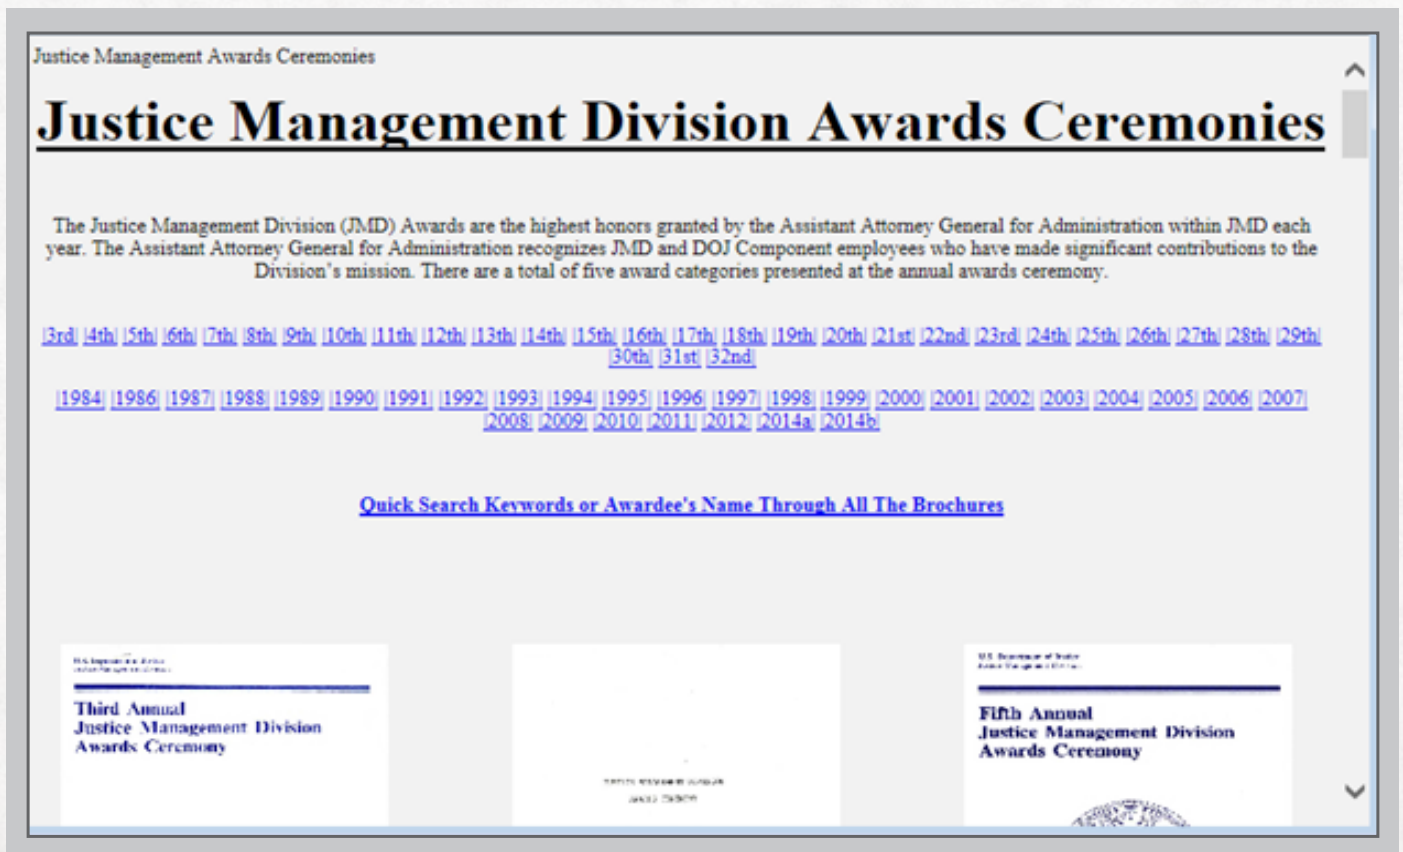 Justice Management Awards Ceremonies
Justice Management Division Awards Ceremonies
The Justice Management Division (JMD) Awards are the highest honors granted by the Assistant Attorney General for Administration within JMD each
year. The Assistant Attorney General for Administration recognizes JMD and DOJ Component employees who have made significant contributions to the
Division's mission. There are a total of five award categories presented at the annual awards ceremony.
|3rd| |4th| |5th| |6th| |7th| |8th| |9th| |10th| |11th| |12th| |13th| |14th| |15th| |16th| |17th| |18th| |19th| |20th| |21st| |22nd| |23rd| |24th| |25th| |26th| |27th| |28th| |29th|
|30th| |31st| |32nd|
|1984| |1986| |1987| |1988| |1989| |1990| |1991| |1992| |1993| |1994| |1995| |1996| |1997| |1998| |1999| |2000| |2001| |2002| |2003| |2004| |2005| |2006| |2007|
|2008| |2009| |2010| |2011| |2012| |2014a| |2014b|
Quick Search Keywords or Awardee's Name Through All The Brochures
Third Annual
Justice Management Division
Awards Ceremony
U.S. Department of Justice
Justice Management Division
Fifth Annual
Justice Management Division
Awards Ceremony